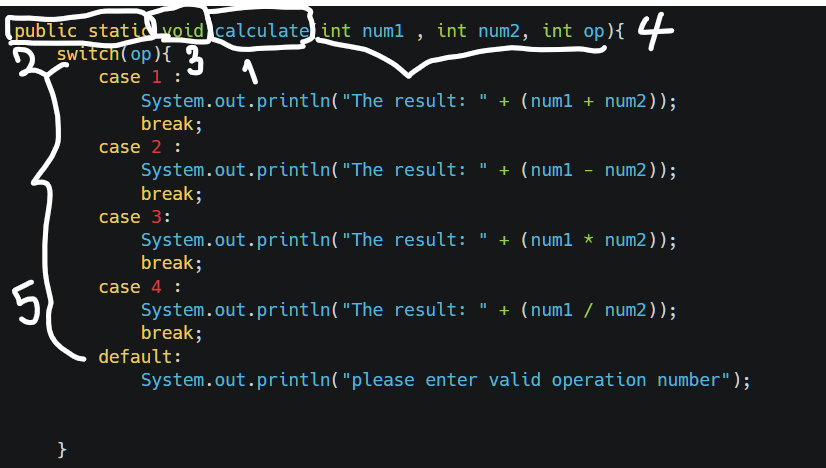 public static void calculate(int num1 , int num2, int op){ 4
2 switch(op){ 3 1
case 1 :
System.out.println("The result: " + (num1 + num2));
break;
case 2 :
System.out.println("The result: " + (num1 - num2));
break;
case 3:
System.out.println("The result: " + (num1 * num2));
break;
case 4 :
5 System.out.println("The result: " + (num1 / num2));
break;
default:
System.out.println("please enter valid operation number");
}